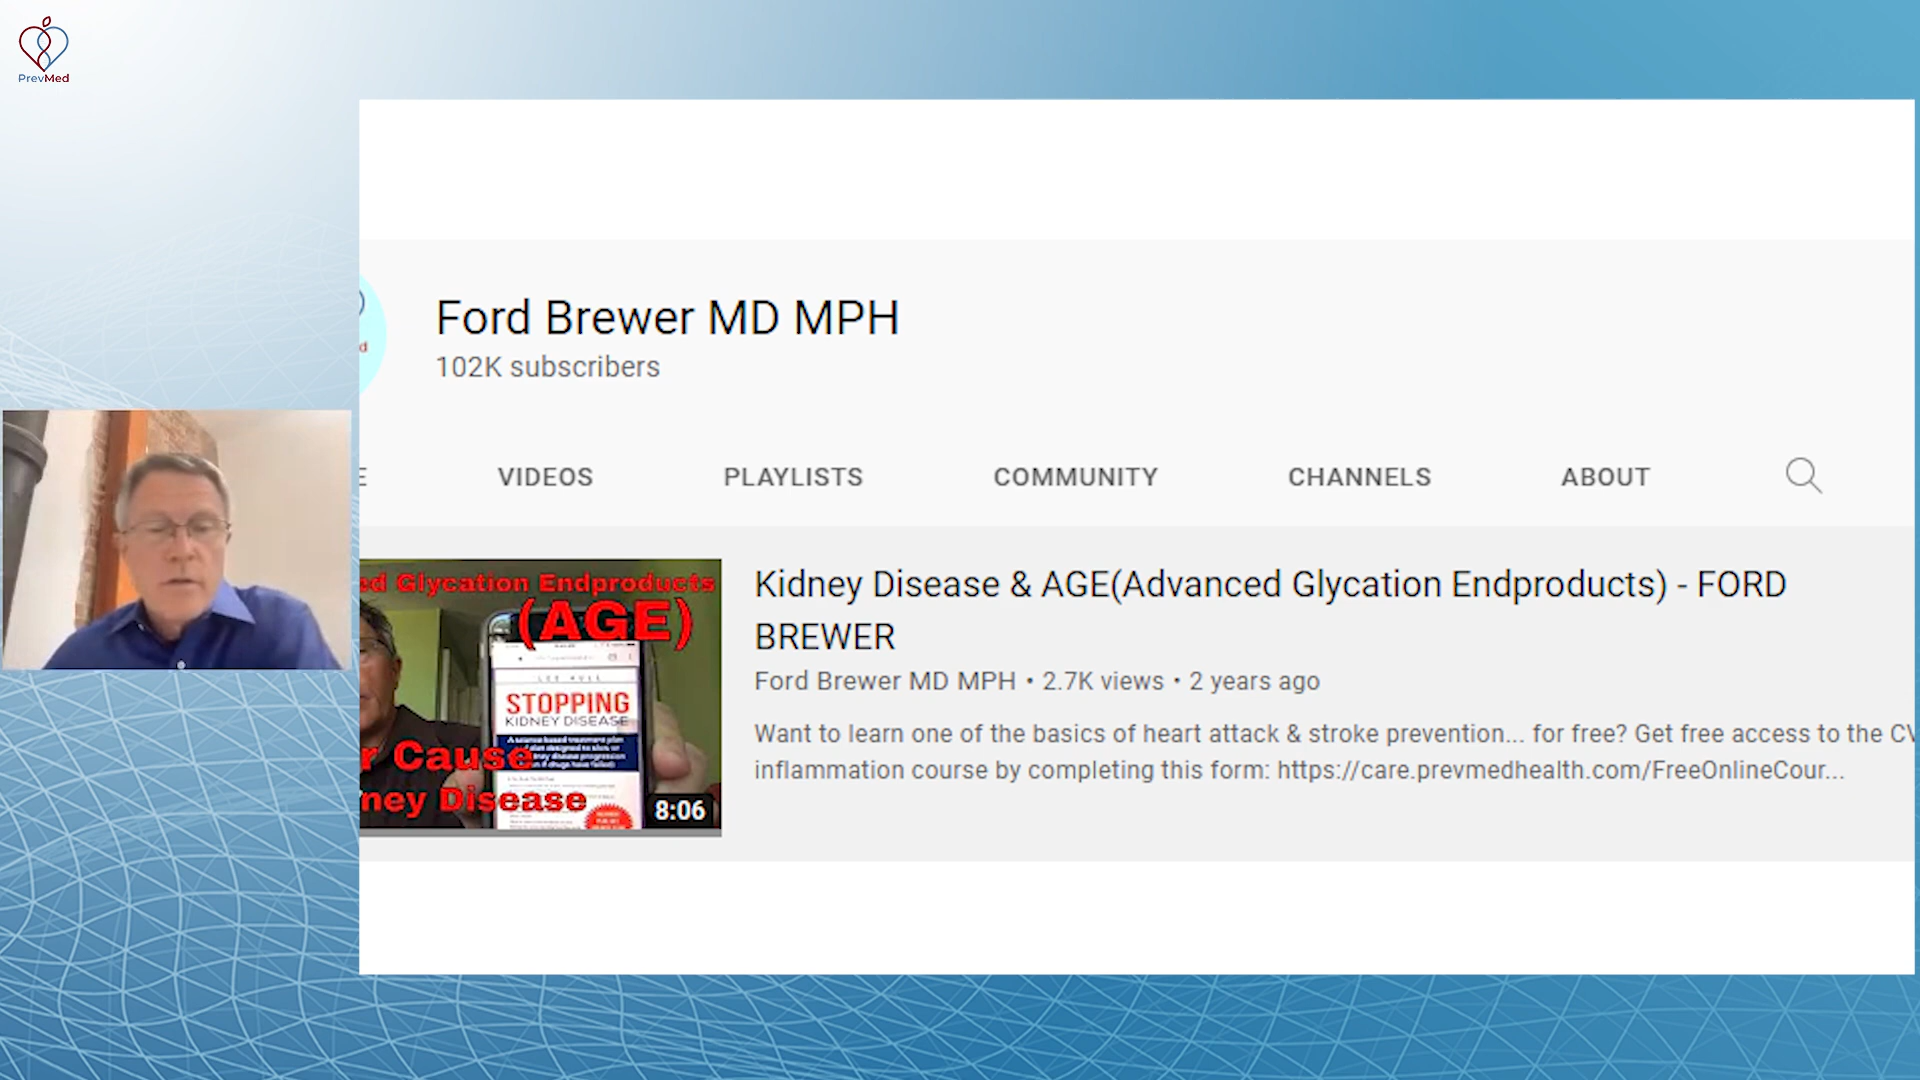 PrevMed
Ford Brewer MD MPH
102K subscribers
E VIDEOS PLAYLISTS COMMUNITY CHANNELS ABOUT
ed Glycation Endproducts
(AGE)
STOPPING
KIDNEY DISEASE
r Cause
ney Disease
8:06
Kidney Disease & AGE(Advanced Glycation Endproducts) - FORD
BREWER
Ford Brewer MD MPH • 2.7K views • 2 years ago
Want to learn one of the basics of heart attack & stroke prevention... for free? Get free access to the CV
inflammation course by completing this form: https://care.prevmedhealth.com/FreeOnlineCour...